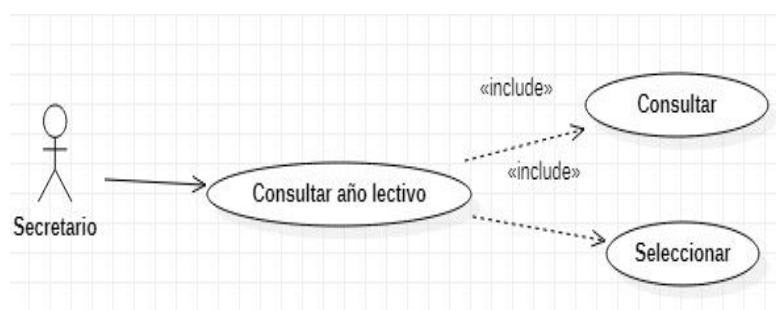 «include»
Consultar
«include»
Consultar año lectivo
Secretario
Seleccionar